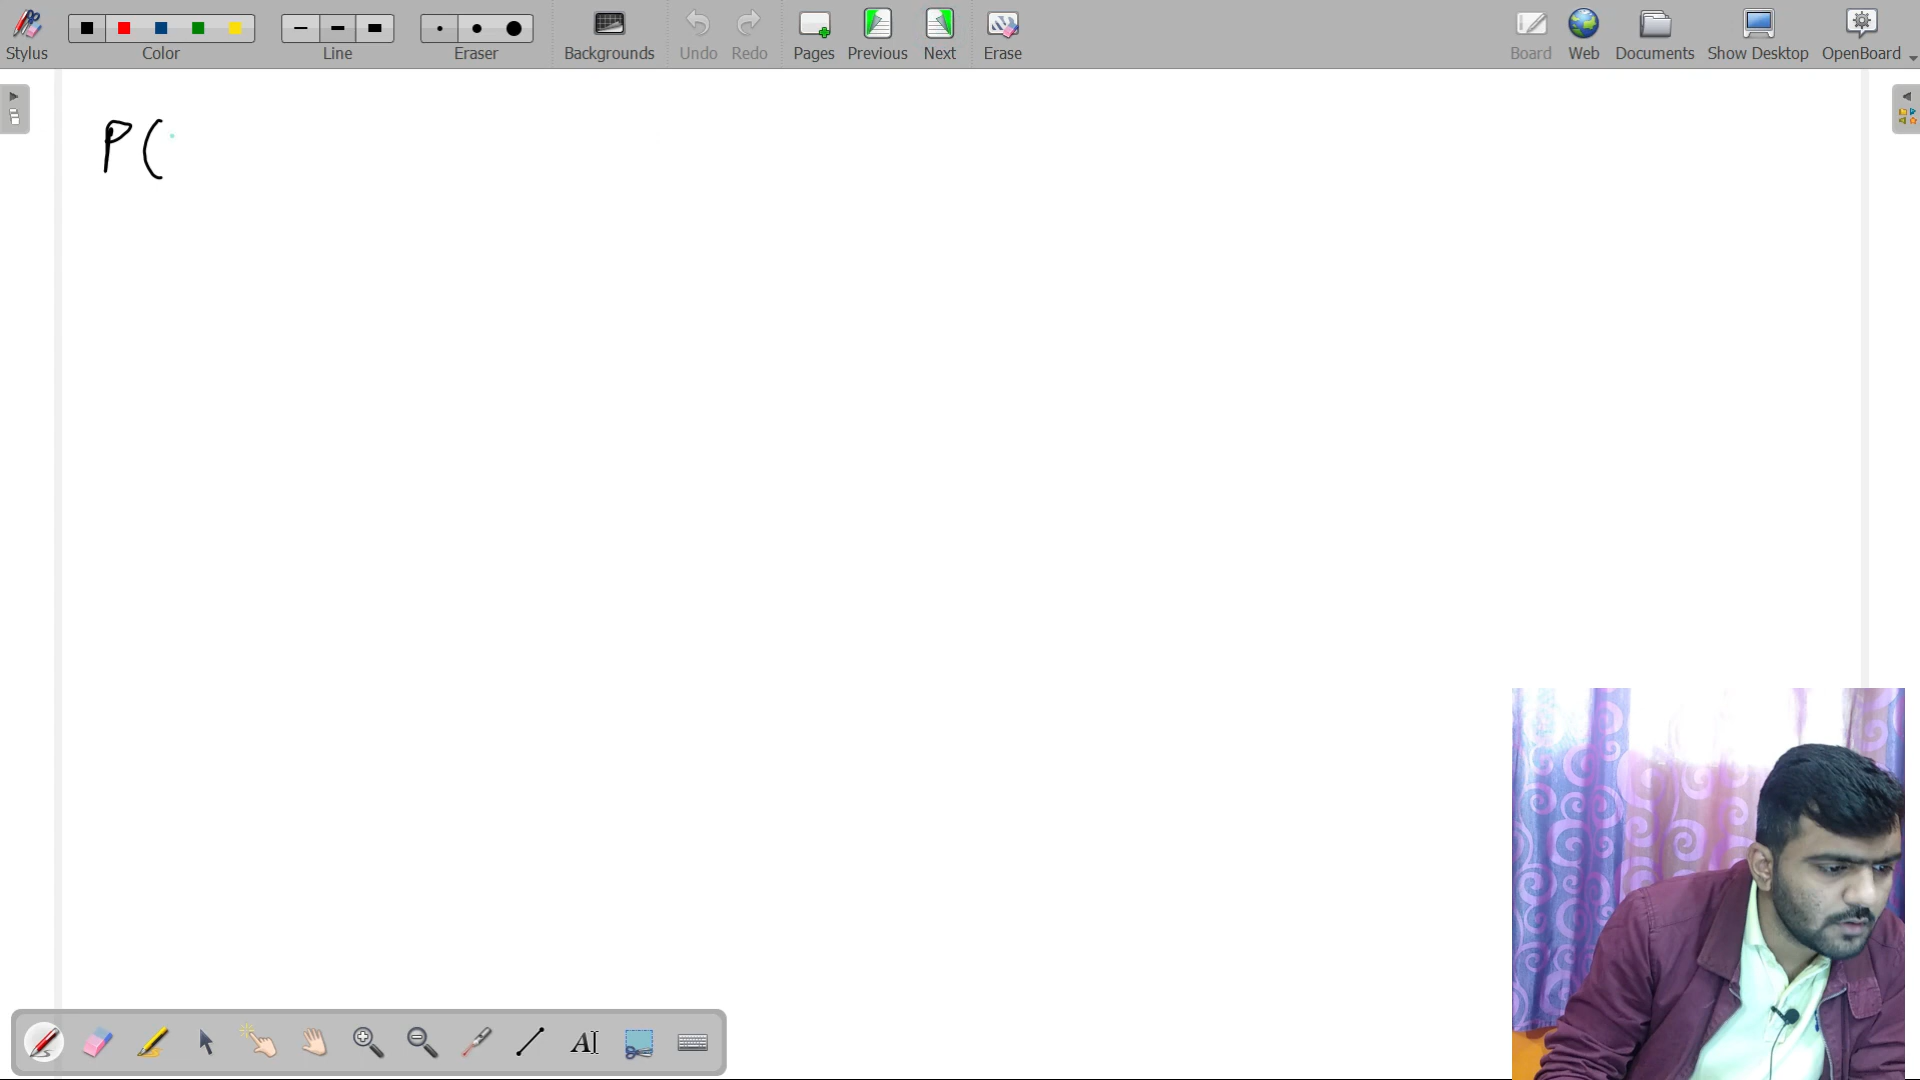 Stylus Color Line Eraser Backgrounds Undo Redo Pages Previous Next Erase Board Web Documents Show Desktop OpenBoard
P(
A